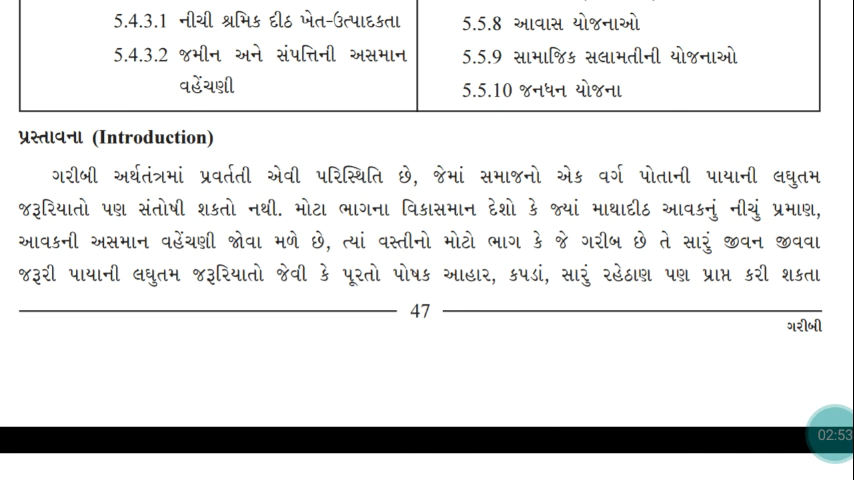 5.4.3.1 નીચી શ્રમિક દીઠ ખેત-ઉત્પાદકતા
5.4.3.2 જમીન અને સંપત્તિની અસમાન
વહેંચણી
5.5.8 આવાસ યોજનાઓ
5.5.9 સામાજિક સલામતીની યોજનાઓ
5.5.10 જનધન યોજના
પ્રસ્તાવના (Introduction)
ગરીબી અર્થતંત્રમાં પ્રવર્તતી એવી પરિસ્થિતિ છે, જેમાં સમાજનો એક વર્ગ પોતાની પાયાની લઘુતમ
જરૂરિયાતો પણ સંતોષી શકતો નથી. મોટા ભાગના વિકાસમાન દેશો કે જ્યાં માથાદીઠ આવકનું નીચું પ્રમાણ,
આવકની અસમાન વહેંચણી જોવા મળે છે, ત્યાં વસ્તીનો મોટો ભાગ કે જે ગરીબ છે તે સારું જીવન જીવવા
જરૂરી પાયાની લઘુતમ જરૂરિયાતો જેવી કે પૂરતો પોષક આહાર, કપડાં, સારું રહેઠાણ પણ પ્રાપ્ત કરી શકતા
47
ગરીબી
02:53